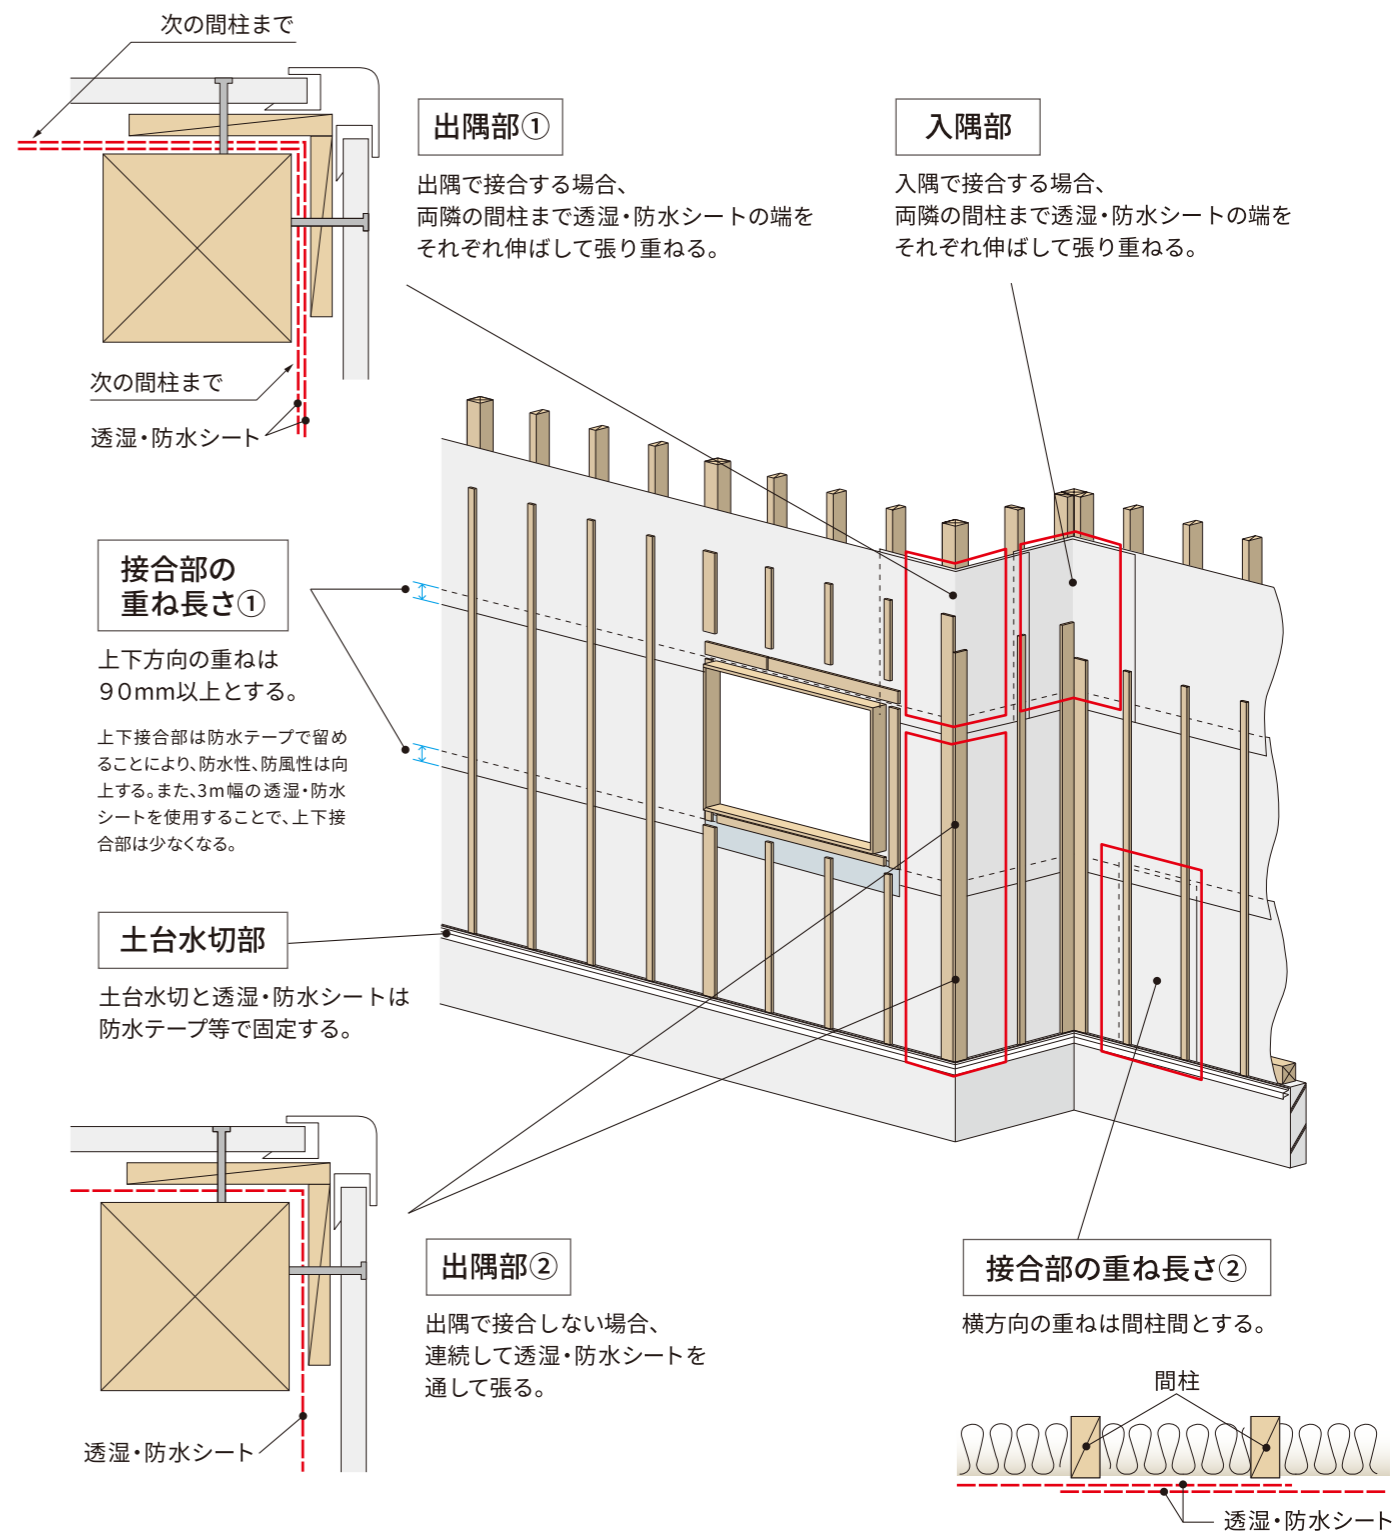 次の間柱まで
次の間柱まで
透湿・防水シート
出隅部①
出隅で接合する場合、
両隣の間柱まで透湿・防水シートの端を
それぞれ伸ばして張り重ねる。
入隅部
入隅で接合する場合、
両隣の間柱まで透湿・防水シートの端を
それぞれ伸ばして張り重ねる。
接合部の
重ね長さ①
上下方向の重ねは
90mm以上とする。
上下接合部は防水テープで留め
ることにより、防水性、防風性は向
上する。また、3m幅の透湿・防水
シートを使用することで、上下接
合部は少なくなる。
土台水切部
土台水切と透湿・防水シートは
防水テープ等で固定する。
透湿・防水シート
出隅部②
出隅で接合しない場合、
連続して透湿・防水シートを
通して張る。
接合部の重ね長さ②
横方向の重ねは間柱間とする。
間柱
透湿・防水シート